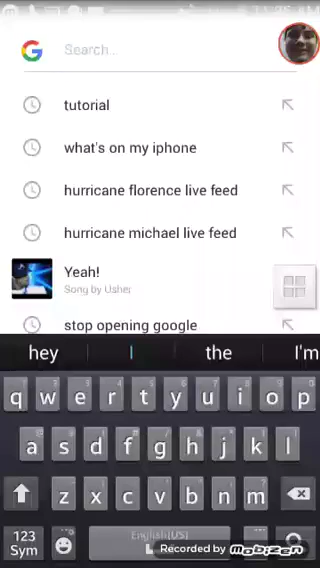 Search...
tutorial
what's on my iphone
hurricane florence live feed
hurricane michael live feed
Yeah!
Song by Usher
stop opening google
hey I the I'm
q w e r t y u i o p
a s d f g h j k l
z x c v b n m
123
Sym
English(US)
Recorded by mobizen